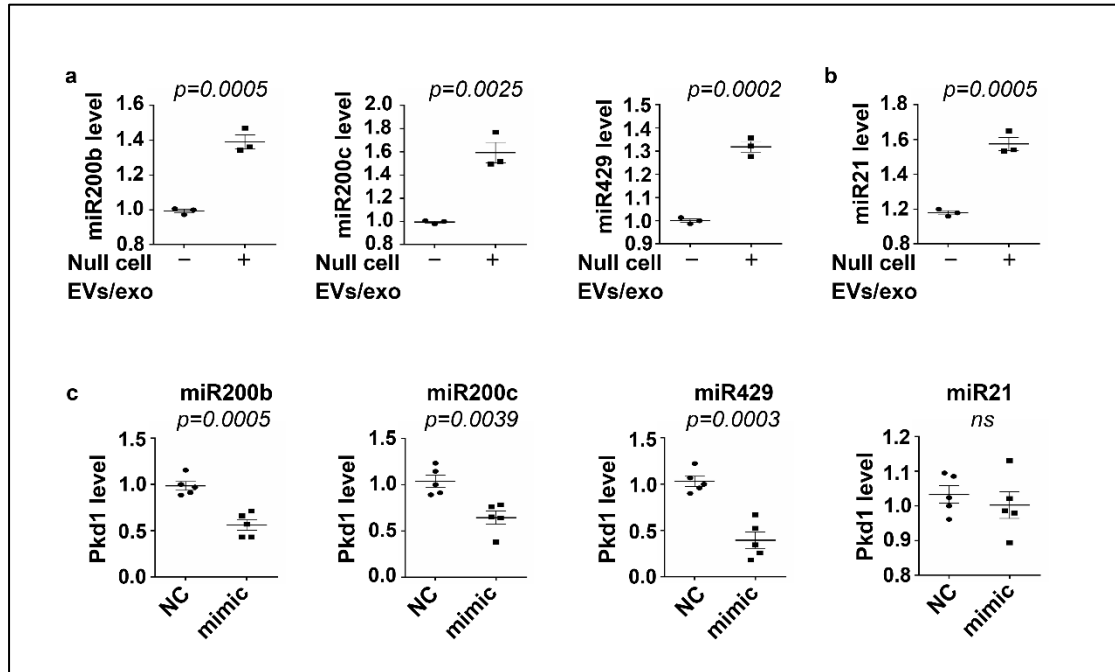 a
p=0.0005
miR200b level
1.6
1.4
1.2
1.0
0.8
− +
Null cell
EVs/exo
p=0.0025
miR200c level
2.0
1.8
1.6
1.4
1.2
1.0
0.8
− +
Null cell
EVs/exo
p=0.0002
miR429 level
1.5
1.4
1.3
1.2
1.1
1.0
0.9
− +
Null cell
EVs/exo
b
p=0.0005
miR21 level
1.8
1.6
1.4
1.2
1.0
0.8
− +
Null cell
EVs/exo
c
miR200b
p=0.0005
Pkd1 level
1.5
1.0
0.5
0.0
NC mimic
miR200c
p=0.0039
Pkd1 level
1.5
1.0
0.5
0.0
NC mimic
miR429
p=0.0003
Pkd1 level
1.5
1.0
0.5
0.0
NC mimic
miR21
ns
Pkd1 level
1.2
1.1
1.0
0.9
0.8
NC mimic